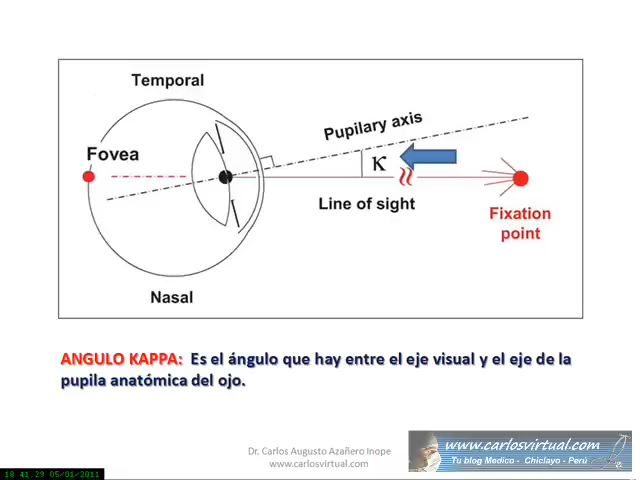 Temporal
Pupilary axis
Fovea
κ
Line of sight
Fixation
point
Nasal
ANGULO KAPPA: Es el ángulo que hay entre el eje visual y el eje de la
pupila anatómica del ojo.
Dr. Carlos Augusto Azañero Inope
www.carlosvirtual.com
www.carlosvirtual.com
Tu blog Medico - Chiclayo - Perú
18 41.29 05/01/2011